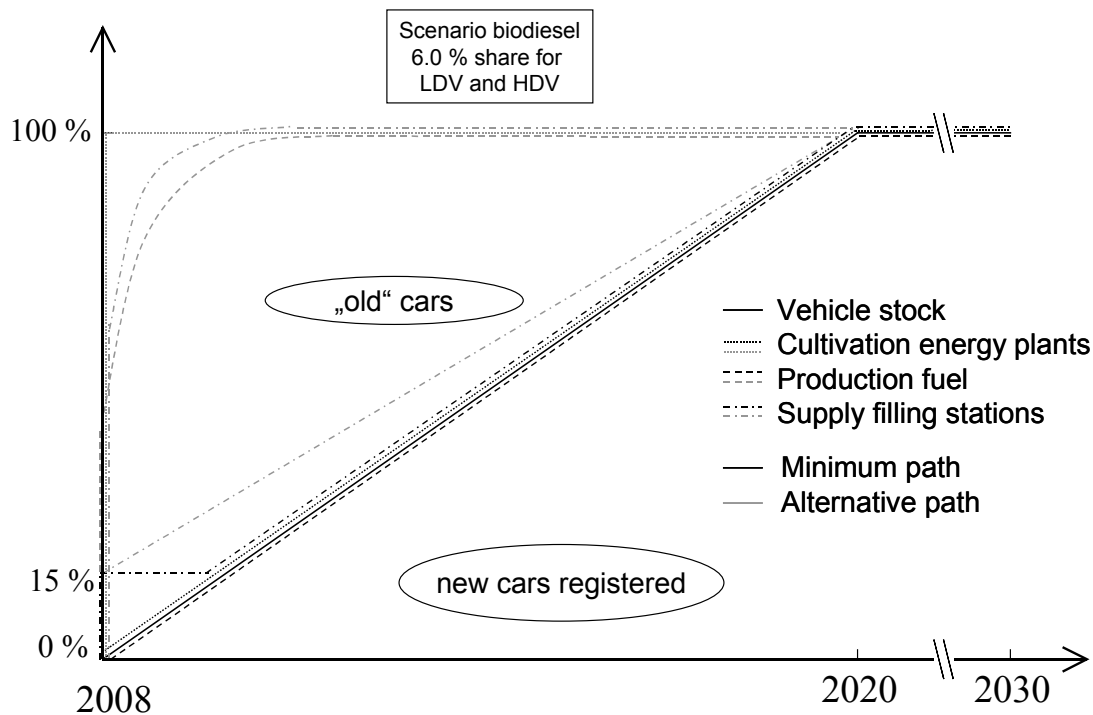 Scenario biodiesel
6.0 % share for
LDV and HDV
100 %
„old“ cars
Vehicle stock
Cultivation energy plants
Production fuel
Supply filling stations
Minimum path
Alternative path
15 %
new cars registered
0 %
2008
2020
2030